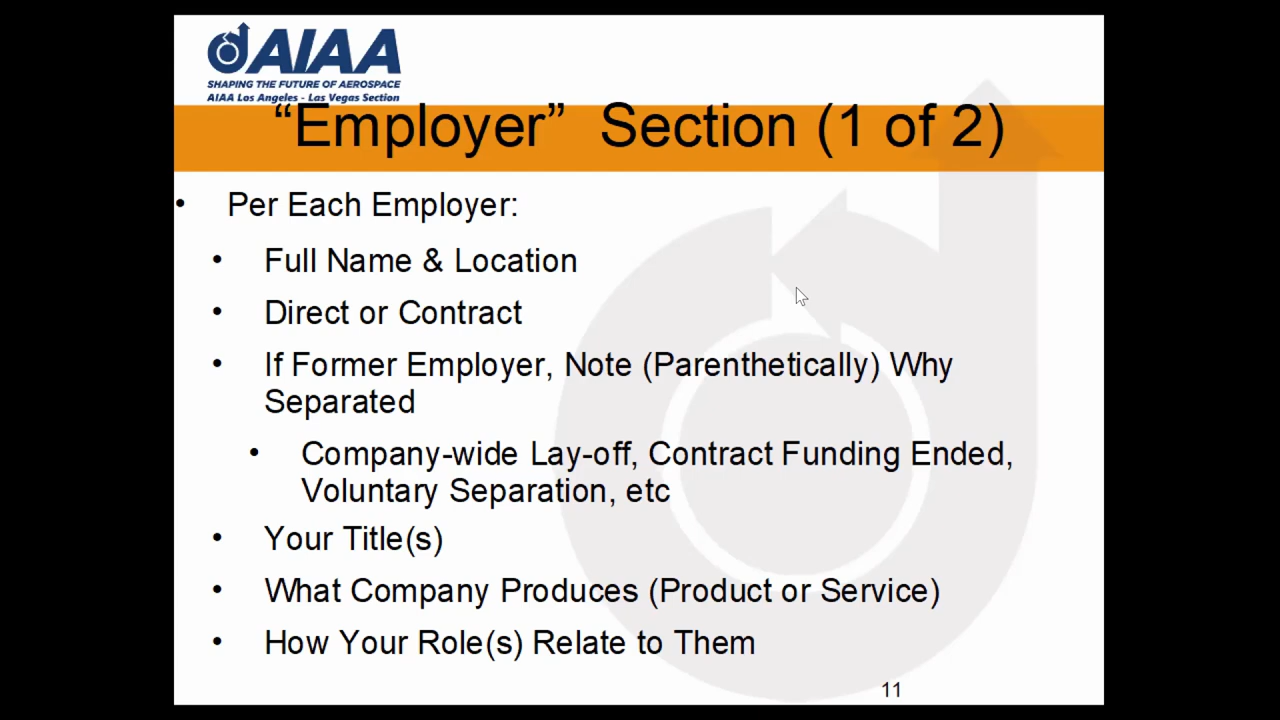 AIAA
SHAPING THE FUTURE OF AEROSPACE
AIAA Los Angeles - Las Vegas Section
“Employer” Section (1 of 2)
• Per Each Employer:
• Full Name & Location
• Direct or Contract
• If Former Employer, Note (Parenthetically) Why
Separated
• Company-wide Lay-off, Contract Funding Ended,
Voluntary Separation, etc
• Your Title(s)
• What Company Produces (Product or Service)
• How Your Role(s) Relate to Them
11